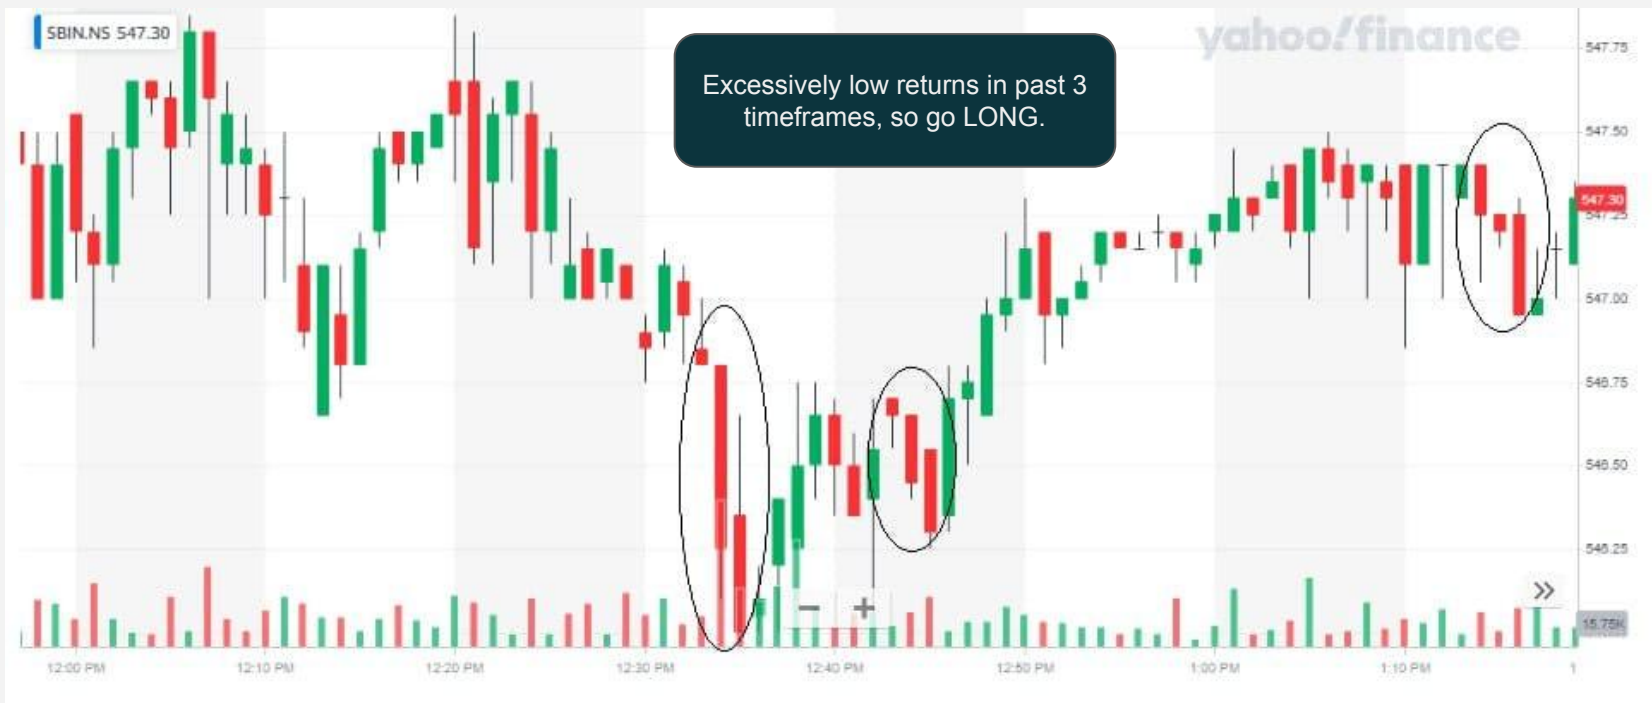 SBIN.NS 547.30
yahoo!finance
Excessively low returns in past 3
timeframes, so go LONG.
547.75
547.50
547.30
547.25
547.00
546.75
546.50
546.25
15.75K
12:00 PM
12:10 PM
12:20 PM
12:30 PM
12:40 PM
12:50 PM
1:00 PM
1:10 PM
1